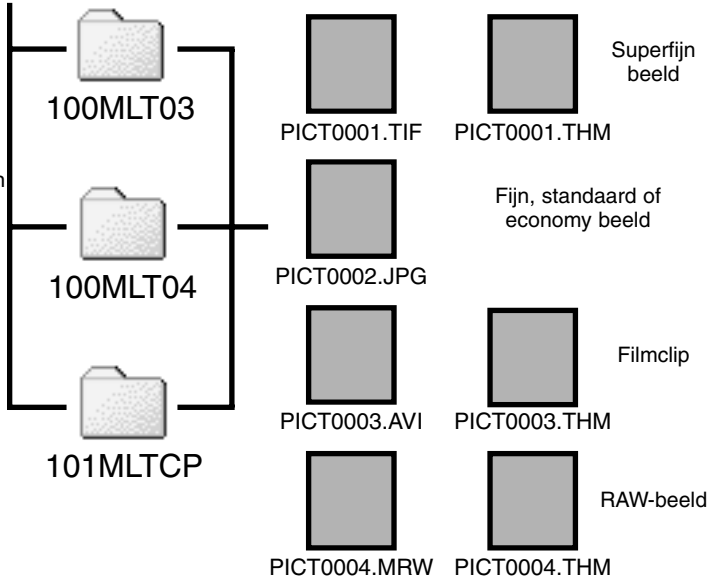 100MLT03
100MLT04
101MLTCP
PICT0001.TIF
PICT0001.THM
Superfijn
beeld
PICT0002.JPG
Fijn, standaard of
economy beeld
PICT0003.AVI
PICT0003.THM
Filmclip
PICT0004.MRW
PICT0004.THM
RAW-beeld